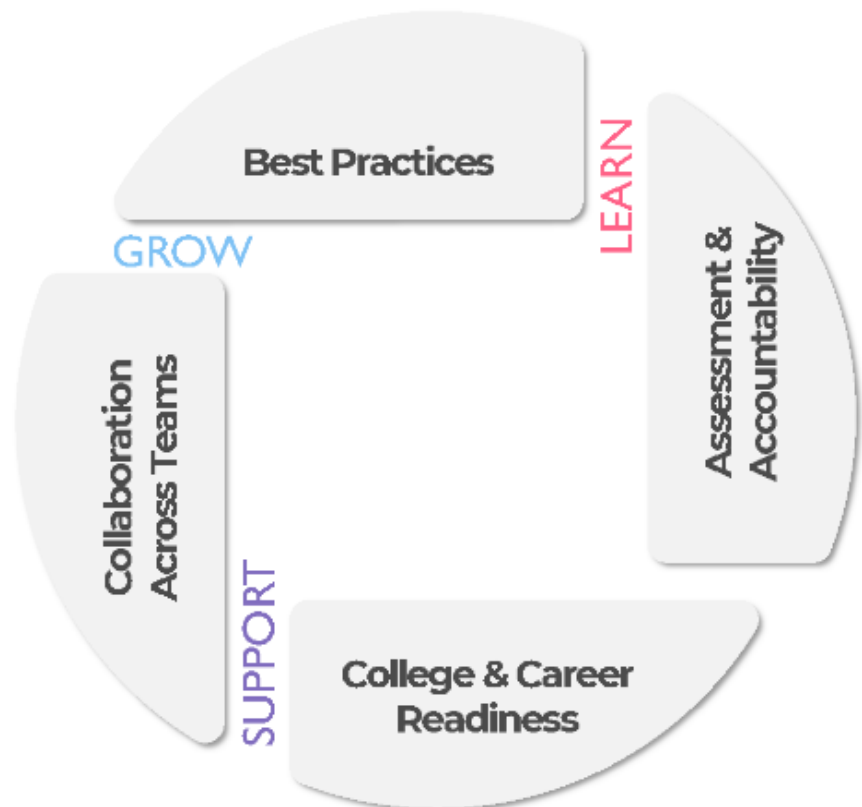 Best Practices
LEARN
GROW
Assessment &
Accountability
Collaboration
Across Teams
SUPPORT
College & Career
Readiness